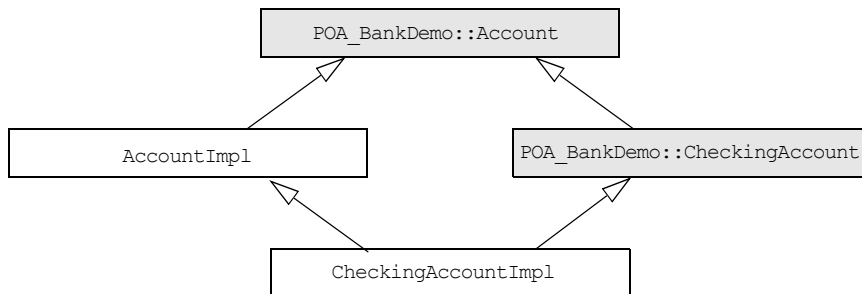 POA_BankDemo::Account
AccountImpl
POA_BankDemo::CheckingAccount
CheckingAccountImpl